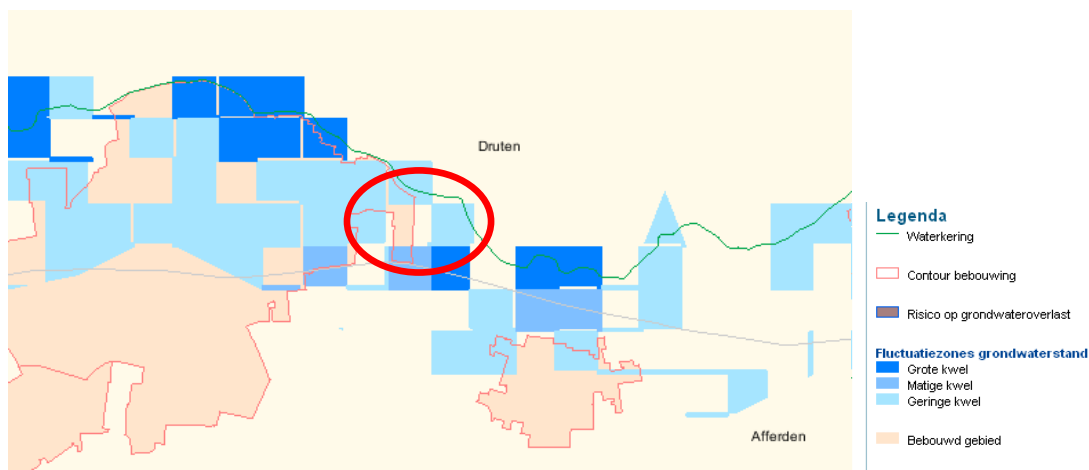 Druten
Afferden
Legenda
Waterkering
Contour bebouwing
Risico op grondwateroverlast
Fluctuatiezones grondwaterstand
Grote kwel
Matige kwel
Geringe kwel
Bebouwd gebied